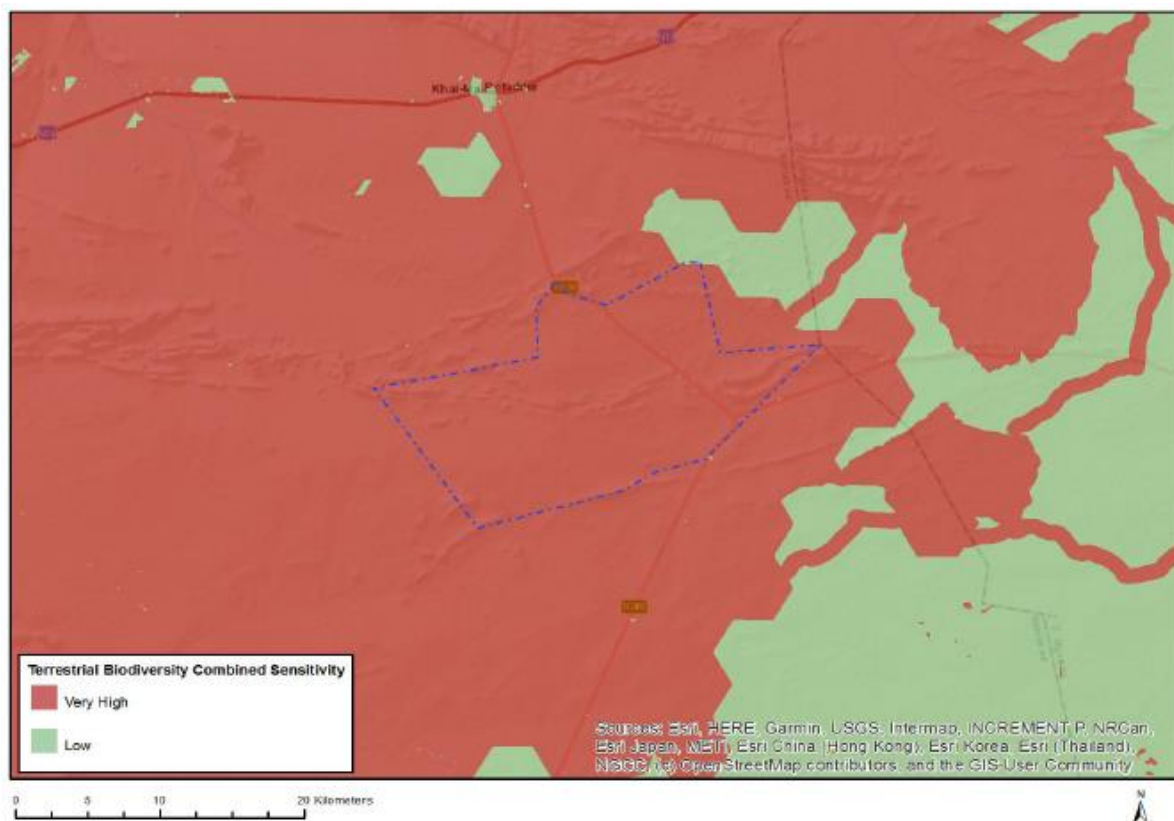 Terrestrial Biodiversity Combined Sensitivity
Very High
Low
Sources: Esri, HERE, Garmin, USGS, Intermap, INCREMENT P, NRCan,
Esri Japan, METI, Esri China (Hong Kong), Esri Korea, Esri (Thailand),
NGCC, (c) OpenStreetMap contributors, and the GIS User Community
0 5 10 20 Kilometers
N